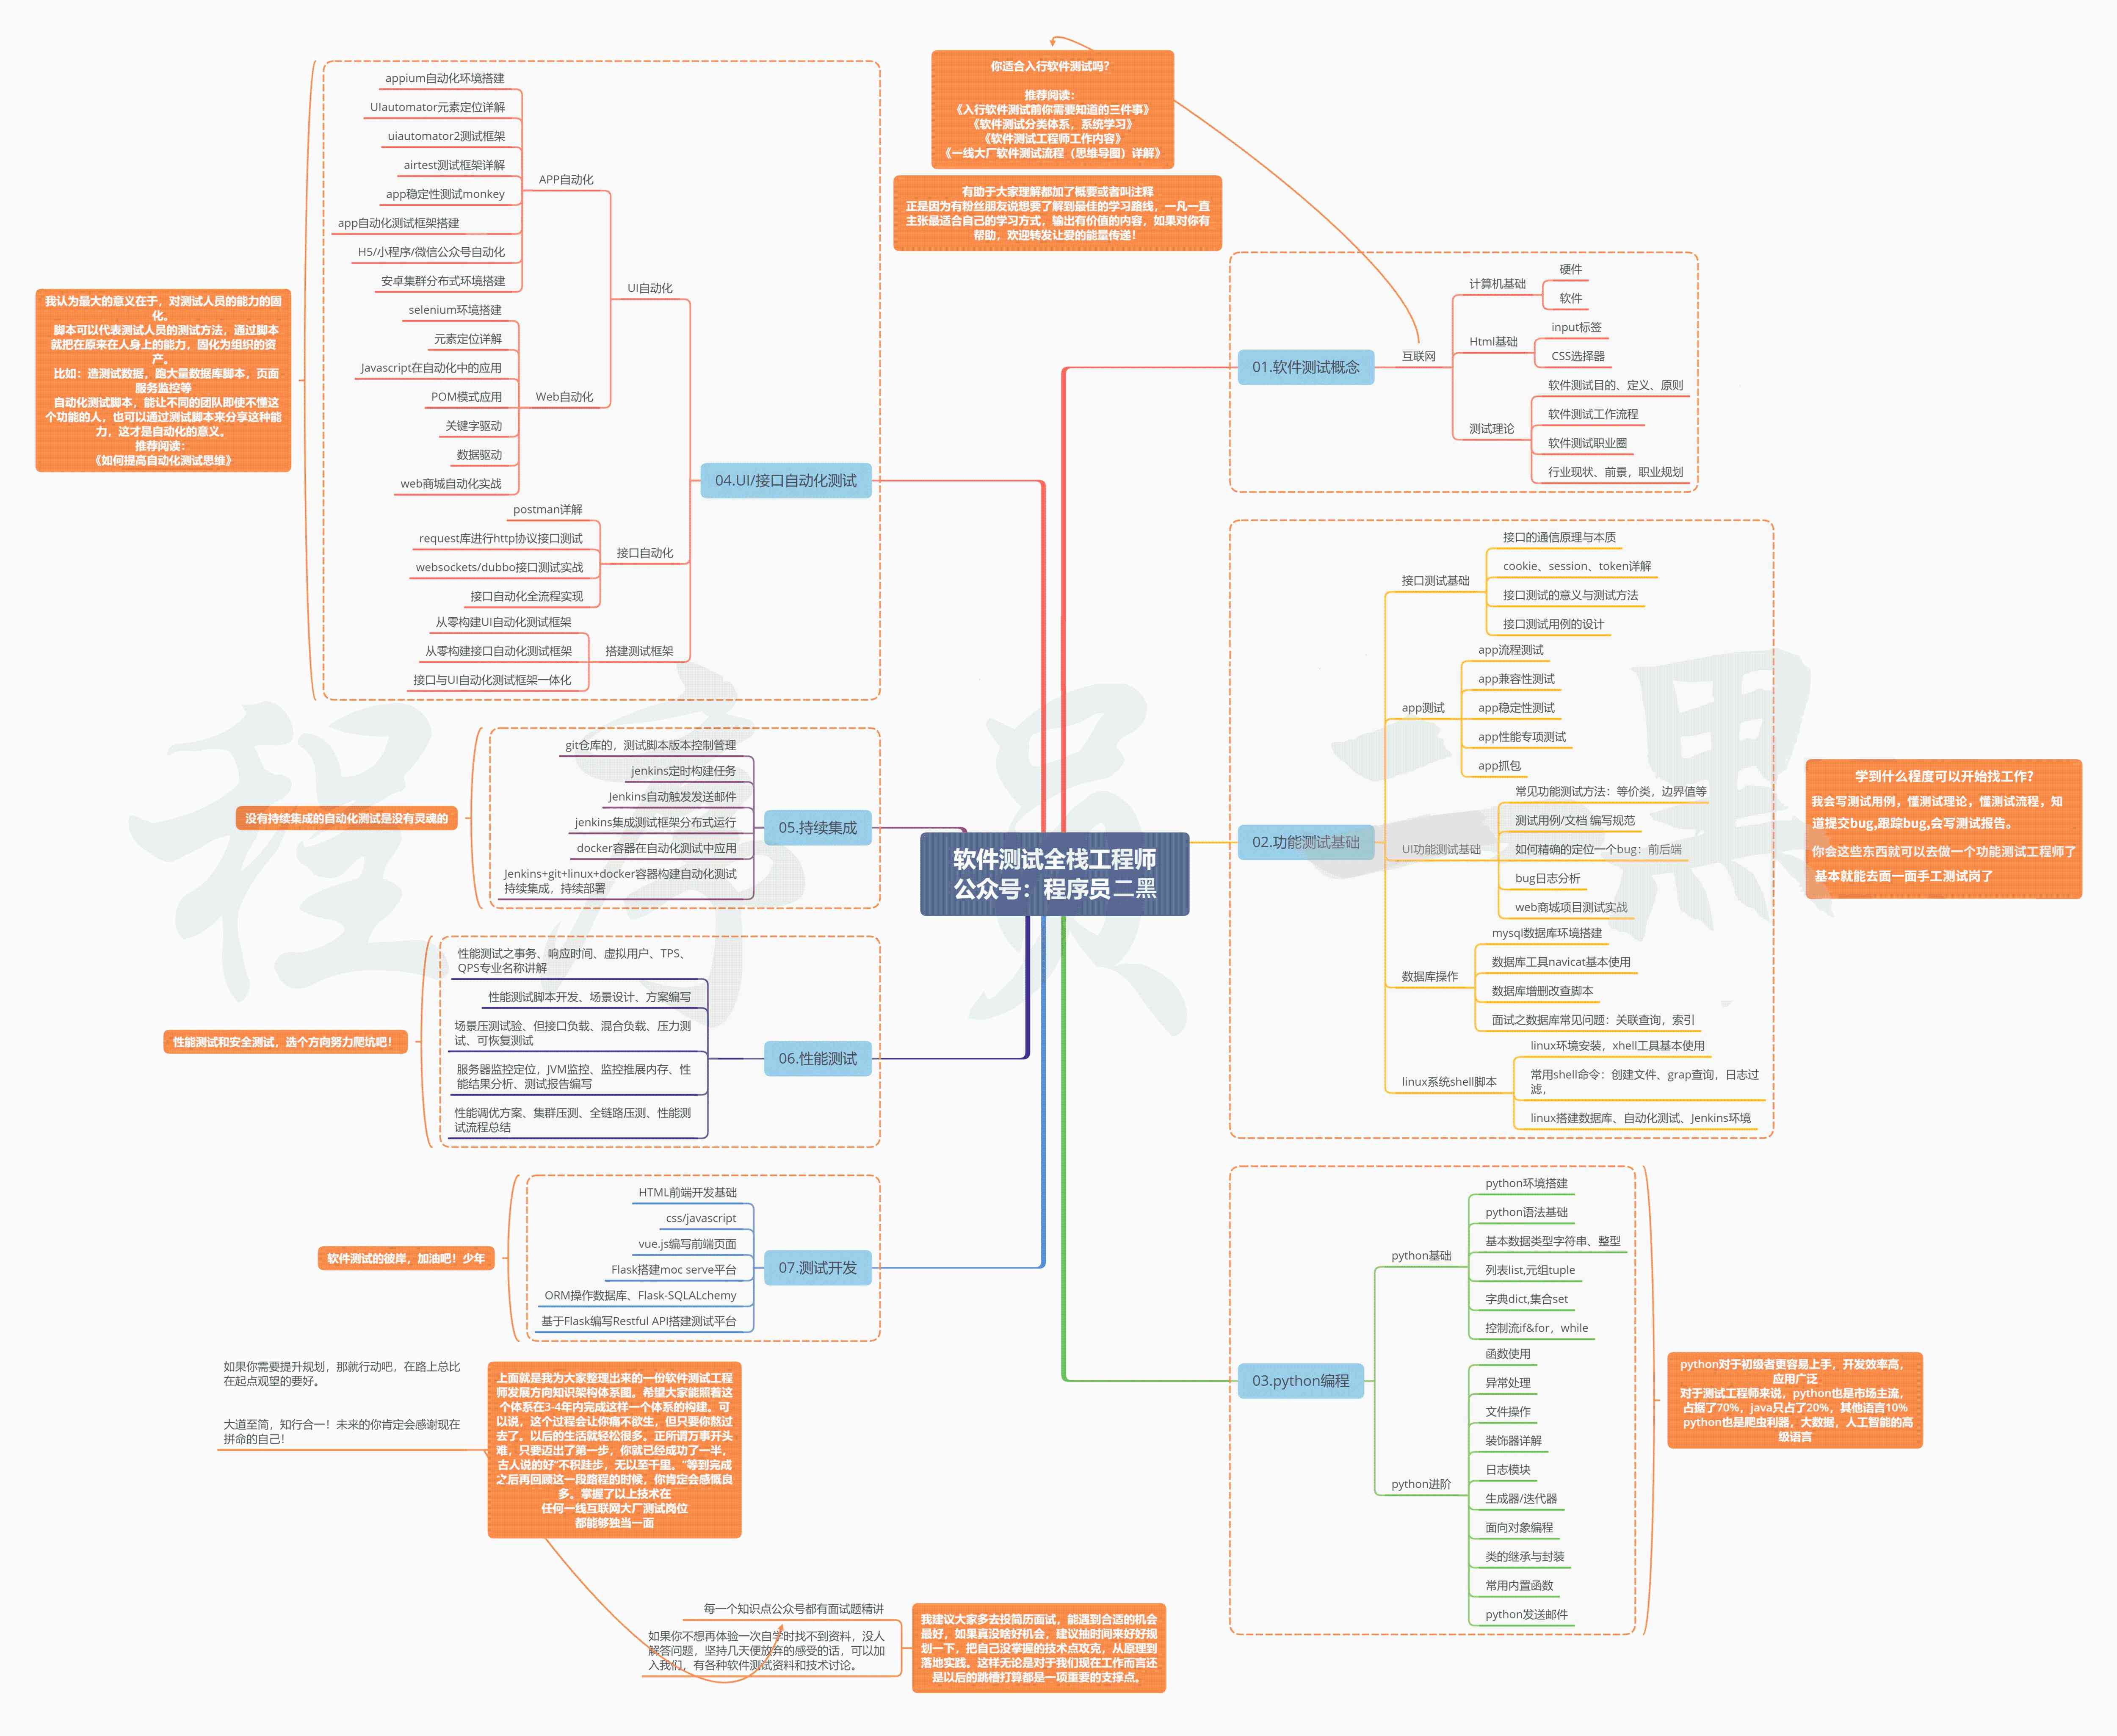 你适合入行软件测试吗？
推荐阅读：
《入行软件测试前你需要知道的三件事》
《软件测试分类体系，系统学习》
《软件测试工程师工作内容》
《一线大厂软件测试流程（思维导图）详解》
有助于大家理解都加了概要或者叫注释
正是因为有粉丝朋友说想要了解到最佳的学习路线，一凡一直
主张最适合自己的学习方式，输出有价值的内容，如果对你有
帮助，欢迎转发让爱的能量传递！
软件测试全栈工程师
公众号：程序员二黑
01.软件测试概念
互联网
计算机基础
硬件
软件
Html基础
input标签
CSS选择器
测试理论
软件测试目的、定义、原则
软件测试工作流程
软件测试职业圈
行业现状、前景，职业规划
02.功能测试基础
接口测试基础
接口的通信原理与本质
cookie、session、token详解
接口测试的意义与测试方法
接口测试用例的设计
app测试
app流程测试
app兼容性测试
app稳定性测试
app性能专项测试
app抓包
UI功能测试基础
常见功能测试方法：等价类，边界值等
测试用例/文档 编写规范
如何精确的定位一个bug：前后端
bug日志分析
web商城项目测试实战
数据库操作
mysql数据库环境搭建
数据库工具navicat基本使用
数据库增删改查脚本
面试之数据库常见问题：关联查询，索引
linux系统shell脚本
linux环境安装，xhell工具基本使用
常用shell命令：创建文件、grap查询，日志过
滤，
linux搭建数据库、自动化测试、Jenkins环境
学到什么程度可以开始找工作？
我会写测试用例，懂测试理论，懂测试流程，知
道提交bug,跟踪bug,会写测试报告。
你会这些东西就可以去做一个功能测试工程师了
基本就能去面一面手工测试岗了
03.python编程
python基础
python环境搭建
python语法基础
基本数据类型字符串、整型
列表list,元组tuple
字典dict,集合set
控制流if&for，while
python进阶
函数使用
异常处理
文件操作
装饰器详解
日志模块
生成器/迭代器
面向对象编程
类的继承与封装
常用内置函数
python发送邮件
python对于初级者更容易上手，开发效率高，
应用广泛
对于测试工程师来说，python也是市场主流，
占据了70%，java只占了20%，其他语言10%
python也是爬虫利器，大数据，人工智能的高
级语言
04.UI/接口自动化测试
UI自动化
APP自动化
appium自动化环境搭建
UIautomator元素定位详解
uiautomator2测试框架
airtest测试框架详解
app稳定性测试monkey
app自动化测试框架搭建
H5/小程序/微信公众号自动化
安卓集群分布式环境搭建
Web自动化
selenium环境搭建
元素定位详解
Javascript在自动化中的应用
POM模式应用
关键字驱动
数据驱动
web商城自动化实战
接口自动化
postman详解
request库进行http协议接口测试
websockets/dubbo接口测试实战
接口自动化全流程实现
搭建测试框架
从零构建UI自动化测试框架
从零构建接口自动化测试框架
接口与UI自动化测试框架一体化
我认为最大的意义在于，对测试人员的能力的固
化。
脚本可以代表测试人员的测试方法，通过脚本
就把在原来在人身上的能力，固化为组织的资
产。
比如：造测试数据，跑大量数据库脚本，页面
服务监控等
自动化测试脚本，能让不同的团队即使不懂这
个功能的人，也可以通过测试脚本来分享这种能
力，这才是自动化的意义。
推荐阅读：
《如何提高自动化测试思维》
05.持续集成
git仓库的，测试脚本版本控制管理
jenkins定时构建任务
Jenkins自动触发发送邮件
jenkins集成测试框架分布式运行
docker容器在自动化测试中应用
Jenkins+git+linux+docker容器构建自动化测试
持续集成，持续部署
没有持续集成的自动化测试是没有灵魂的
06.性能测试
性能测试之事务、响应时间、虚拟用户、TPS、
QPS专业名称讲解
性能测试脚本开发、场景设计、方案编写
场景压测试验、但接口负载、混合负载、压力测
试、可恢复测试
服务器监控定位，JVM监控、监控推展内存、性
能结果分析、测试报告编写
性能调优方案、集群压测、全链路压测、性能测
试流程总结
性能测试和安全测试，选个方向努力爬坑吧！
07.测试开发
HTML前端开发基础
css/javascript
vue.js编写前端页面
Flask搭建moc serve平台
ORM操作数据库、Flask-SQLALchemy
基于Flask编写Restful API搭建测试平台
软件测试的彼岸，加油吧！少年
如果你需要提升规划，那就行动吧，在路上总比
在起点观望的要好。
大道至简，知行合一！未来的你肯定会感谢现在
拼命的自己！
上面就是我为大家整理出来的一份软件测试工程
师发展方向知识架构体系图。希望大家能照着这
个体系在3-4年内完成这样一个体系的构建。可
以说，这个过程会让你痛不欲生，但只要你熬过
去了。以后的生活就轻松很多。正所谓万事开头
难，只要迈出了第一步，你就已经成功了一半，
古人说的好“不积跬步，无以至千里。”等到完成
之后再回顾这一段路程的时候，你肯定会感慨良
多。掌握了以上技术在
任何一线互联网大厂测试岗位
都能够独当一面
每一个知识点公众号都有面试题精讲
如果你不想再体验一次自学时找不到资料，没人
解答问题，坚持几天便放弃的感受的话，可以加
入我们，有各种软件测试资料和技术讨论。
我建议大家多去投简历面试，能遇到合适的机会
最好，如果真没啥好机会，建议抽时间来好好规
划一下，把自己没掌握的技术点攻克，从原理到
落地实践。这样无论是对于我们现在工作而言还
是以后的跳槽打算都是一项重要的支撑点。
程序员二黑